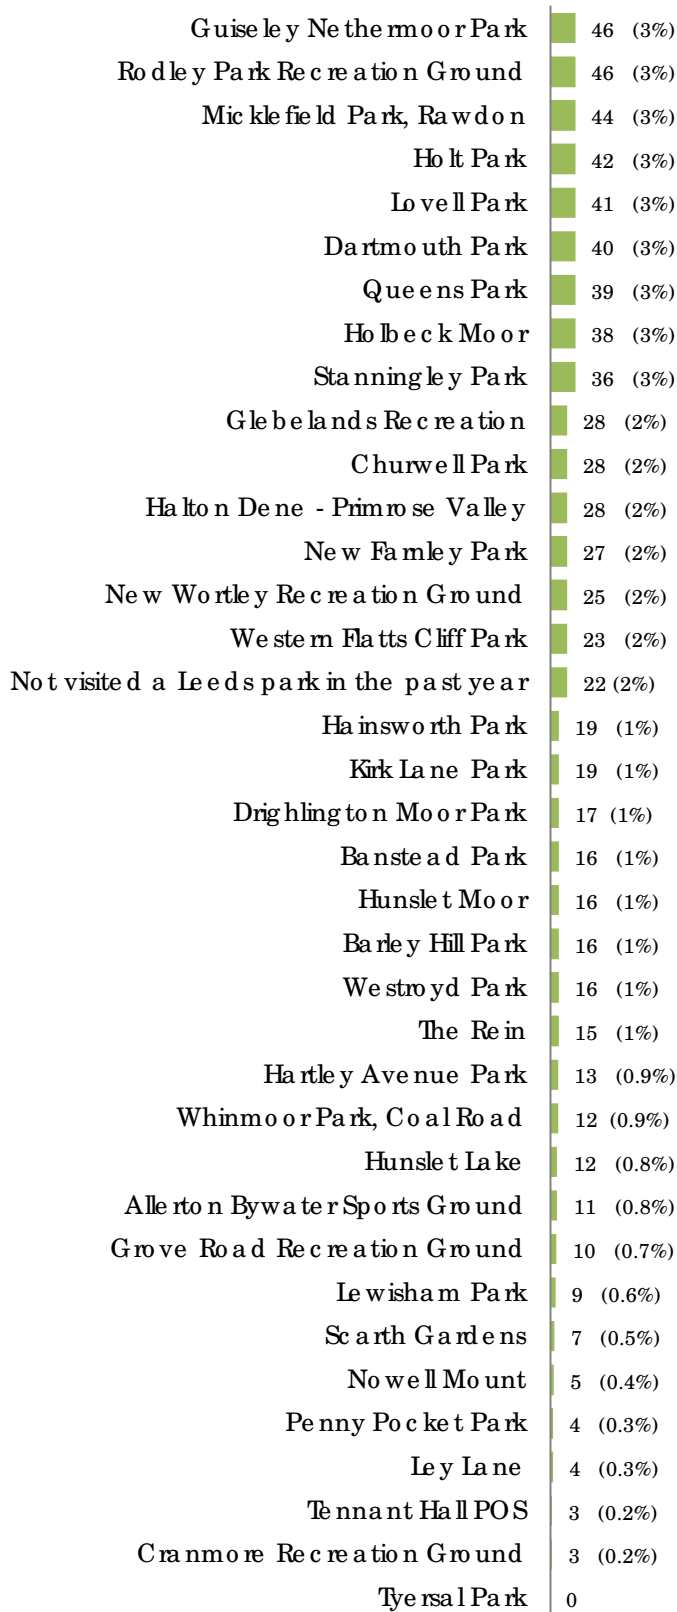 Guiseley Nethermoor Park 46 (3%)
Rodley Park Recreation Ground 46 (3%)
Micklefield Park, Rawdon 44 (3%)
Holt Park 42 (3%)
Lovell Park 41 (3%)
Dartmouth Park 40 (3%)
Queens Park 39 (3%)
Holbeck Moor 38 (3%)
Stanningley Park 36 (3%)
Glebelands Recreation 28 (2%)
Churwell Park 28 (2%)
Halton Dene - Primrose Valley 28 (2%)
New Farnley Park 27 (2%)
New Wortley Recreation Ground 25 (2%)
Western Flatts Cliff Park 23 (2%)
Not visited a Leeds park in the past year 22 (2%)
Hainsworth Park 19 (1%)
Kirk Lane Park 19 (1%)
Drighlington Moor Park 17 (1%)
Banstead Park 16 (1%)
Hunslet Moor 16 (1%)
Barley Hill Park 16 (1%)
Westroyd Park 16 (1%)
The Rein 15 (1%)
Hartley Avenue Park 13 (0.9%)
Whinmoor Park, Coal Road 12 (0.9%)
Hunslet Lake 12 (0.8%)
Allerton Bywater Sports Ground 11 (0.8%)
Grove Road Recreation Ground 10 (0.7%)
Lewisham Park 9 (0.6%)
Scarth Gardens 7 (0.5%)
Nowell Mount 5 (0.4%)
Penny Pocket Park 4 (0.3%)
Ley Lane 4 (0.3%)
Tennant Hall POS 3 (0.2%)
Cranmore Recreation Ground 3 (0.2%)
Tyersal Park 0